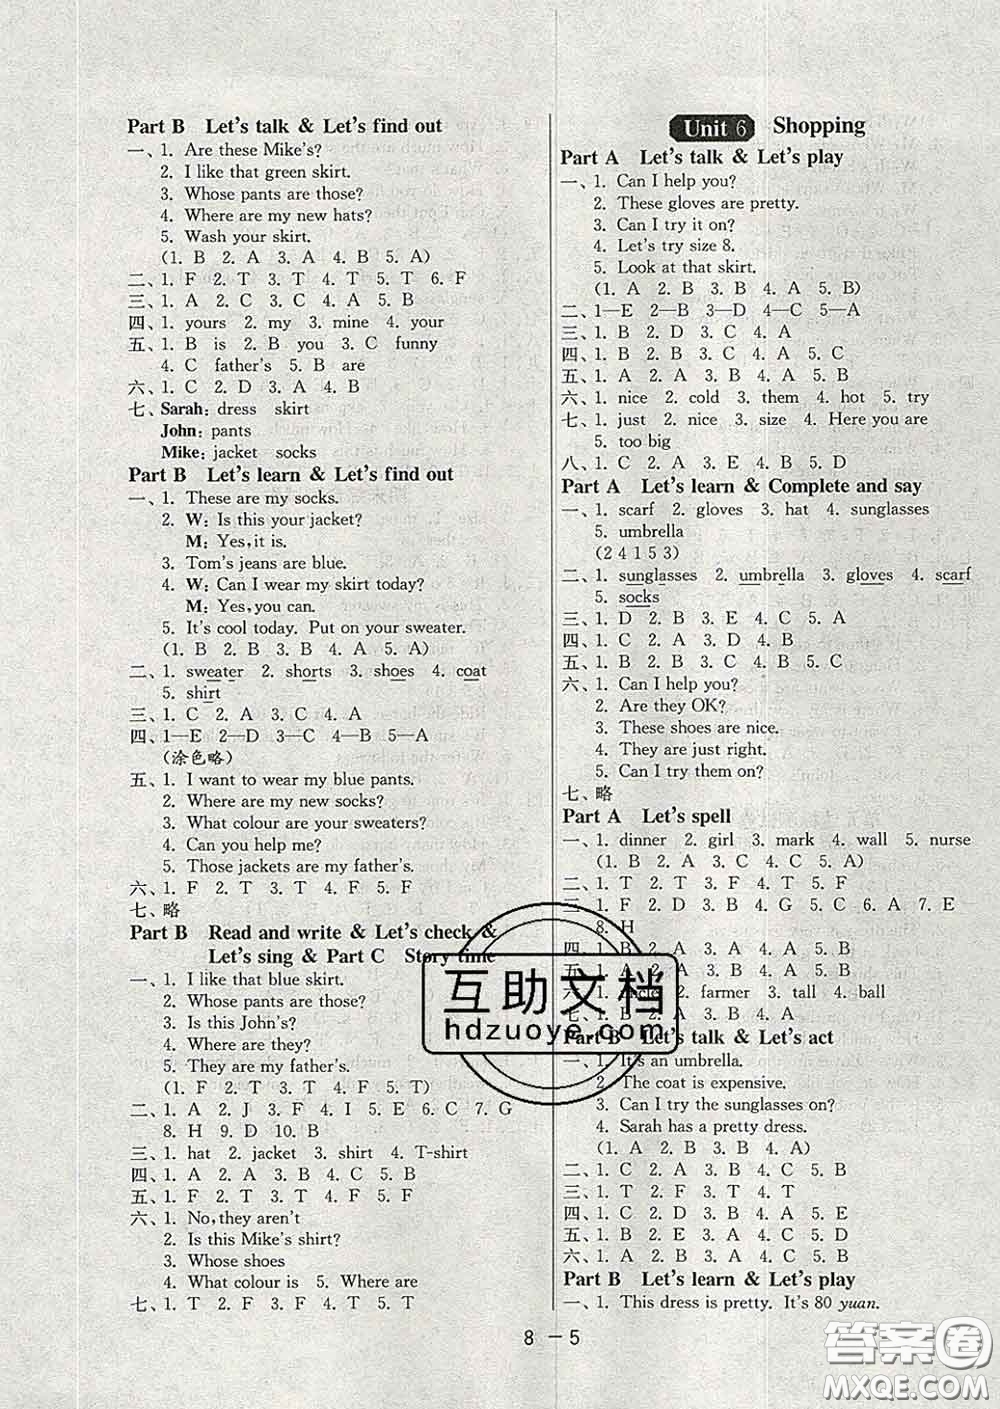 Part B Let's talk & Let's find out
一、1. Are these Mike's?
2. I like that green skirt.
3. Whose pants are those?
4. Where are my new hats?
5. Wash your skirt.
(1. B 2. A 3. A 4. B 5. A)
二、1. F 2. T 3. T 4. T 5. T 6. F
三、1. A 2. C 3. C 4. A 5. B
四、1. yours 2. my 3. mine 4. your
五、1. B is 2. B you 3. C funny
4. C father's 5. B are
六、1. C 2. D 3. A 4. B
七、Sarah: dress skirt
John: pants
Mike: jacket socks
Part B Let's learn & Let's find out
一、1. These are my socks.
2. W: Is this your jacket?
M: Yes, it is.
3. Tom's jeans are blue.
4. W: Can I wear my skirt today?
M: Yes, you can.
5. It's cool today. Put on your sweater.
(1. B 2. B 3. B 4. A 5. A)
二、1. sweater 2. shorts 3. shoes 4. coat
5. shirt
三、1. C 2. A 3. C 4. A
四、1—E 2—D 3—C 4—B 5—A
(涂色略)
五、1. I want to wear my blue pants.
2. Where are my new socks?
3. What colour are your sweaters?
4. Can you help me?
5. Those jackets are my father's.
六、1. F 2. T 3. T 4. F 5. F
七、略
Part B Read and write & Let's check &
Let's sing & Part C Story time
一、1. I like that blue skirt.
2. Whose pants are those?
3. Is this John's?
4. Where are they?
5. They are my father's.
(1. F 2. T 3. T 4. F 5. T)
二、1. A 2. J 3. F 4. I 5. E 6. C 7. G
8. H 9. D 10. B
三、1. hat 2. jacket 3. shirt 4. T-shirt
四、1. A 2. A 3. B 4. C 5. B
五、1. F 2. T 3. T 4. F 5. F
六、1. No, they aren't
2. Is this Mike's shirt?
3. Whose shoes
4. What colour is 5. Where are
七、1. T 2. F 3. F 4. T 5. T
Unit 6 Shopping
Part A Let's talk & Let's play
一、1. Can I help you?
2. These gloves are pretty.
3. Can I try it on?
4. Let's try size 8.
5. Look at that skirt.
(1. A 2. B 3. B 4. A 5. B)
二、1—E 2—B 3—D 4—C 5—A
三、1. B 2. D 3. C 4. A
四、1. B 2. B 3. C 4. A 5. C
五、1. A 2. A 3. A 4. B 5. B
六、1. nice 2. cold 3. them 4. hot 5. try
七、1. just 2. nice 3. size 4. Here you are
5. too big
八、1. C 2. A 3. E 4. B 5. D
Part A Let's learn & Complete and say
一、1. scarf 2. gloves 3. hat 4. sunglasses
5. umbrella
(2 4 1 5 3)
二、1. sunglasses 2. umbrella 3. gloves 4. scarf
5. socks
三、1. D 2. B 3. E 4. C 5. A
四、1. C 2. A 3. D 4. B
五、1. B 2. B 3. C 4. B 5. C
六、1. Can I help you?
2. Are they OK?
3. These shoes are nice.
4. They are just right.
5. Can I try them on?
七、略
Part A Let's spell
一、1. dinner 2. girl 3. mark 4. wall 5. nurse
(1. B 2. A 3. C 4. C 5. A)
二、1. T 2. T 3. F 4. T 5. F
三、1. F 2. D 3. B 4. G 5. C 6. A 7. E
8. H
四、1. B 2. A 3. A 4. A 5. B
五、1. A 2. A 3. B 4. A 5. B
六、1. uncle 2. farmer 3. tall 4. ball
七、1. B 2. A 3. B 4. A
Part B Let's talk & Let's act
一、1. It's an umbrella.
2. The coat is expensive.
3. Can I try the sunglasses on?
4. Sarah has a pretty dress.
(1. A 2. B 3. B 4. A)
二、1. C 2. A 3. B 4. C 5. B
三、1. T 2. F 3. T 4. T
四、1. C 2. D 3. B 4. A 5. E
五、1. B 2. E 3. A 4. C 5. D
六、1. A 2. B 3. B 4. A 5. B
Part B Let's learn & Let's play
一、1. This dress is pretty. It's 80 yuan.
8 — 5
互助文档
hdzuoye.com
答案圈
MXQE.COM